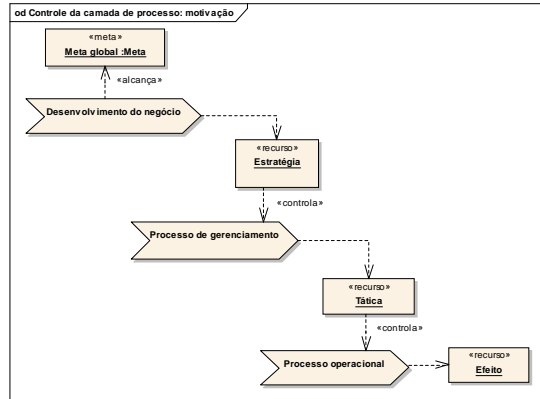 od Controle da camada de processo: motivação
«meta»
Meta global :Meta
«alcança»
Desenvolvimento do negócio
«recurso»
Estratégia
«controla»
Processo de gerenciamento
«recurso»
Tática
«controla»
Processo operacional
«recurso»
Efeito